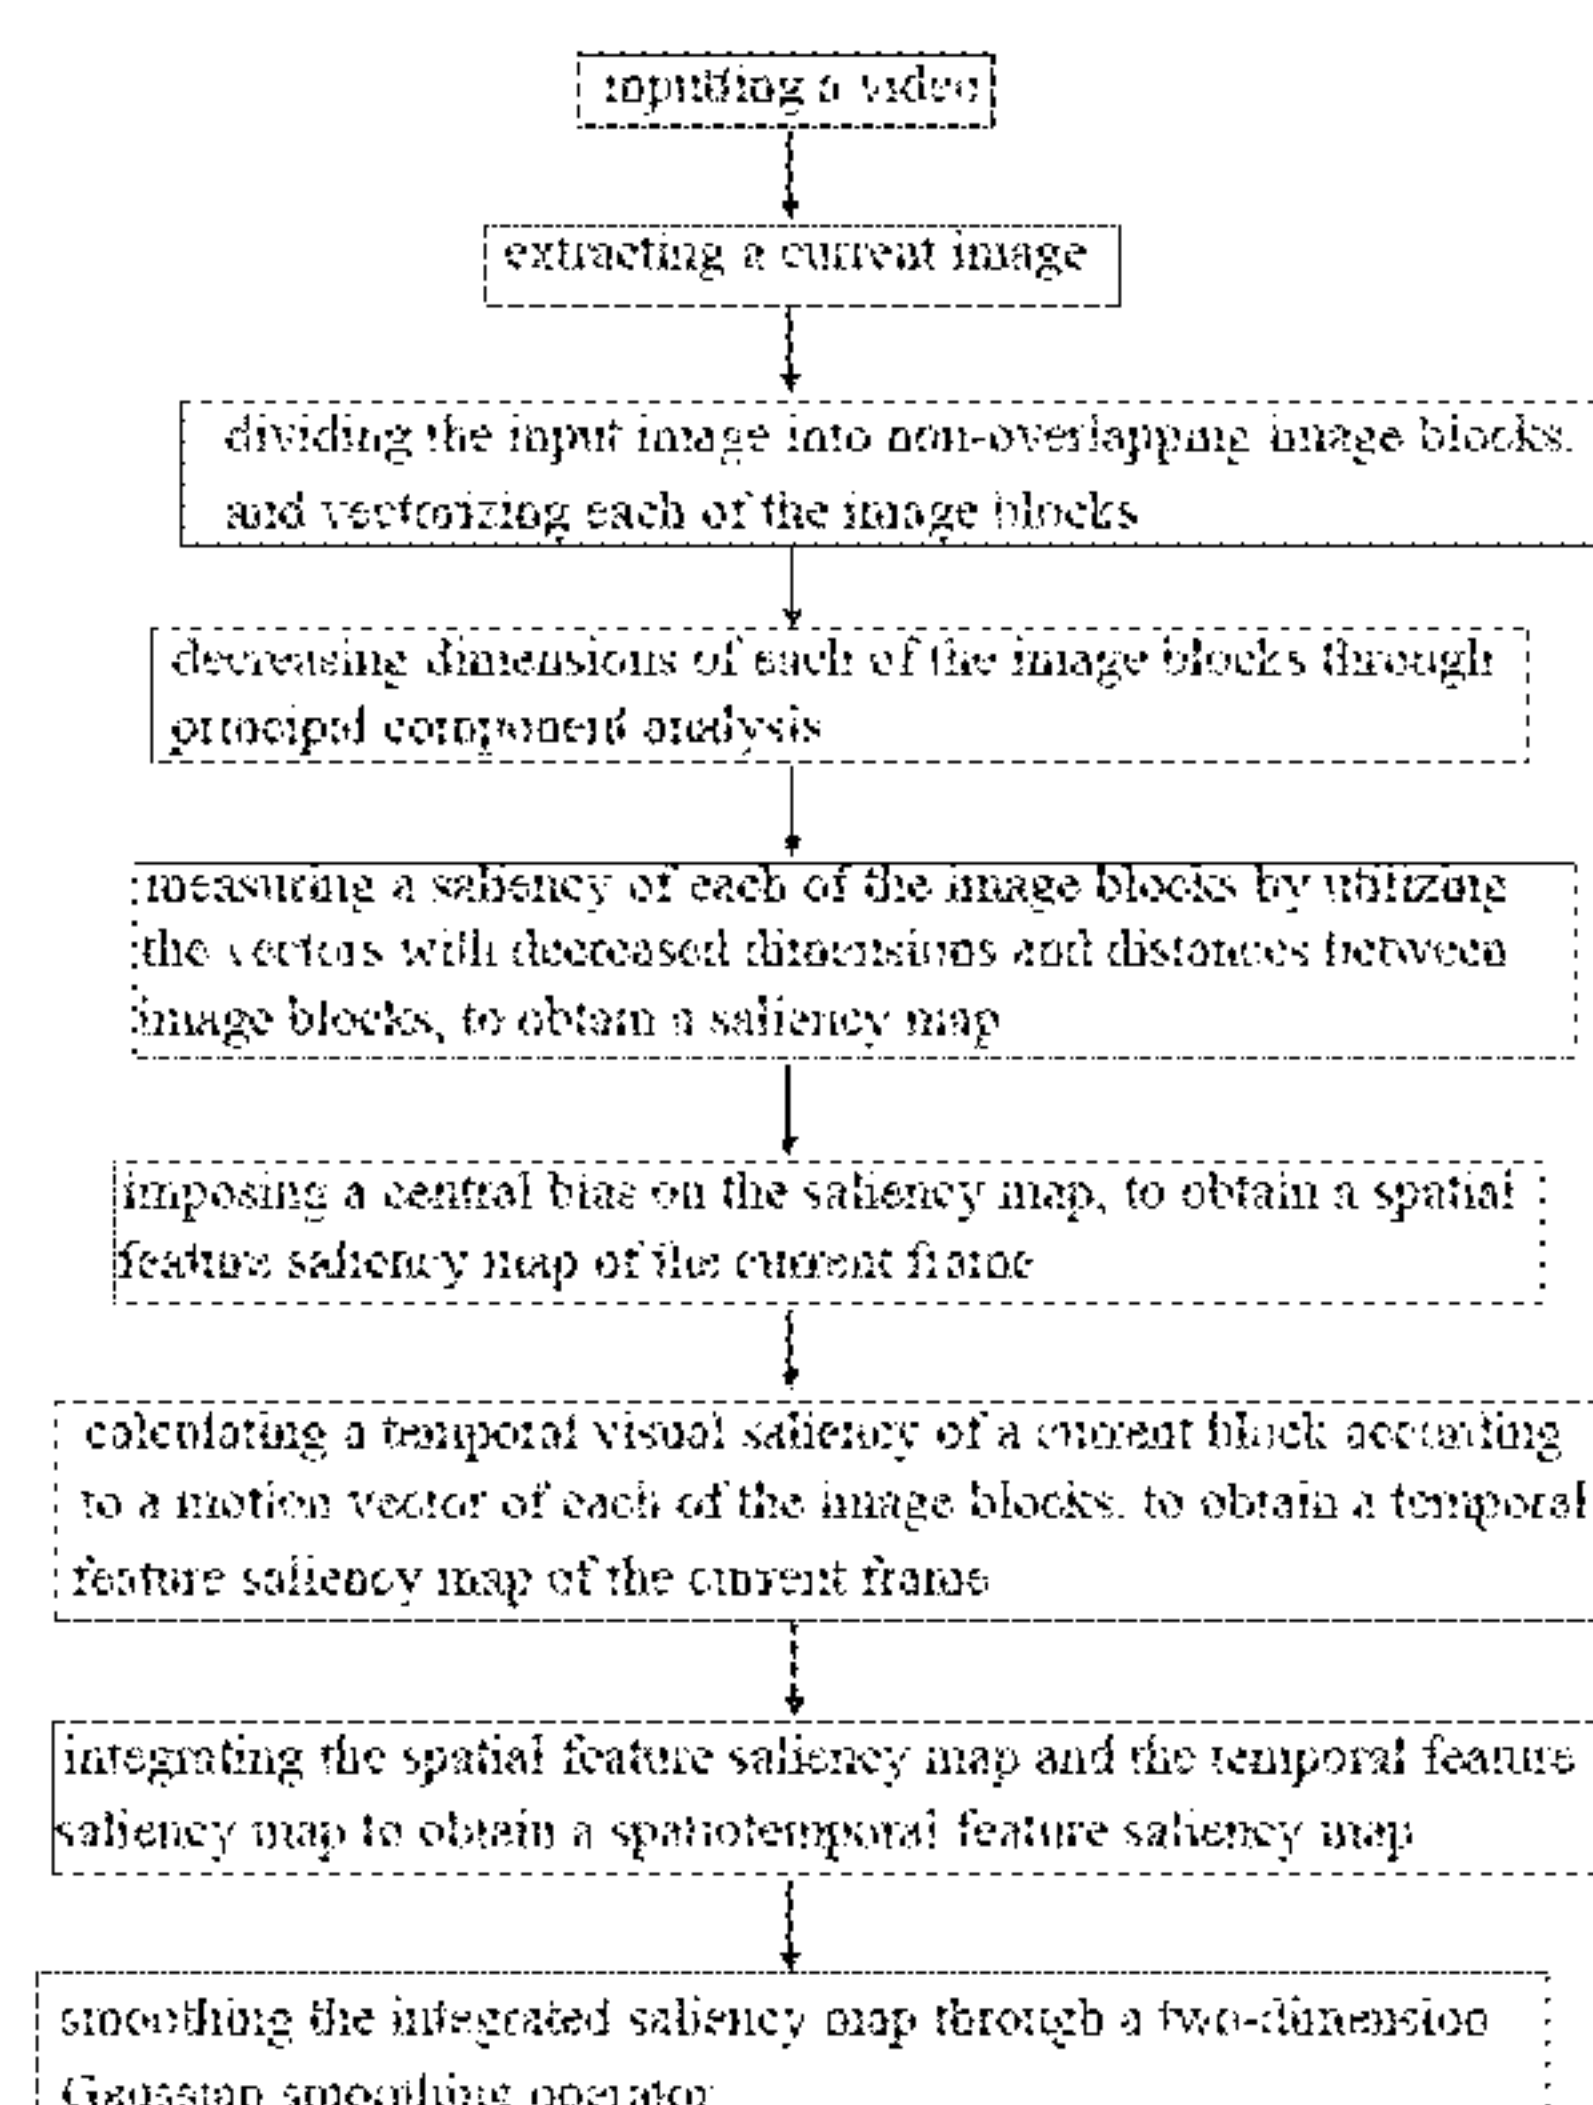 inputting a video
extracting a current image
dividing the input image into non-overlapping image blocks,
and vectorizing each of the image blocks
decreasing dimensions of each of the image blocks through
principal component analysis
measuring a saliency of each of the image blocks by utilizing
the vectors with decreased dimensions and distances between
image blocks, to obtain a saliency map
imposing a central bias on the saliency map, to obtain a spatial
feature saliency map of the current frame
calculating a temporal visual saliency of a current block according
to a motion vector of each of the image blocks, to obtain a temporal
feature saliency map of the current frame
integrating the spatial feature saliency map and the temporal feature
saliency map to obtain a spatiotemporal feature saliency map
smoothing the integrated saliency map through a two-dimension
Gaussian smoothing operator